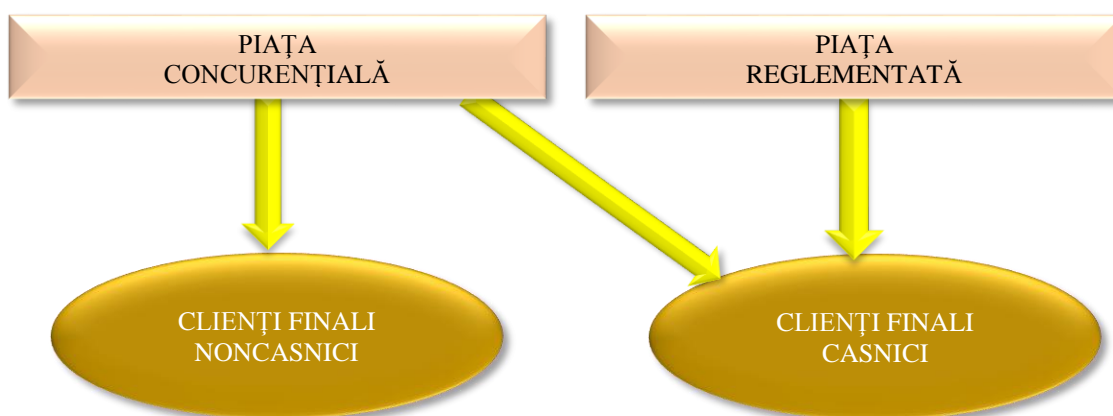 PIAȚA
CONCURENȚIALĂ
PIAȚA
REGLEMENTATĂ
CLIENȚI FINALI
NONCASNICI
CLIENȚI FINALI
CASNICI